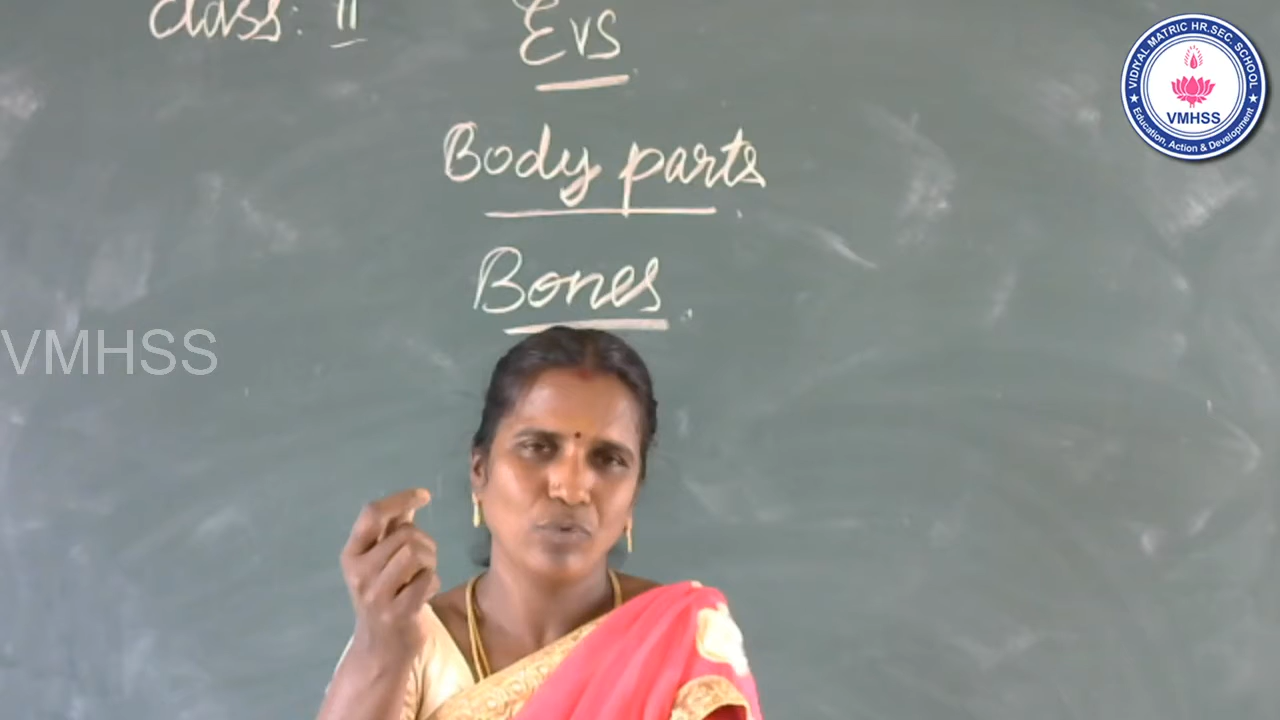 Class: II
EVS
Body parts
Bones
VIDIYAL MATRIC HR.SEC. SCHOOL
VMHSS
Education, Action & Development
VMHSS